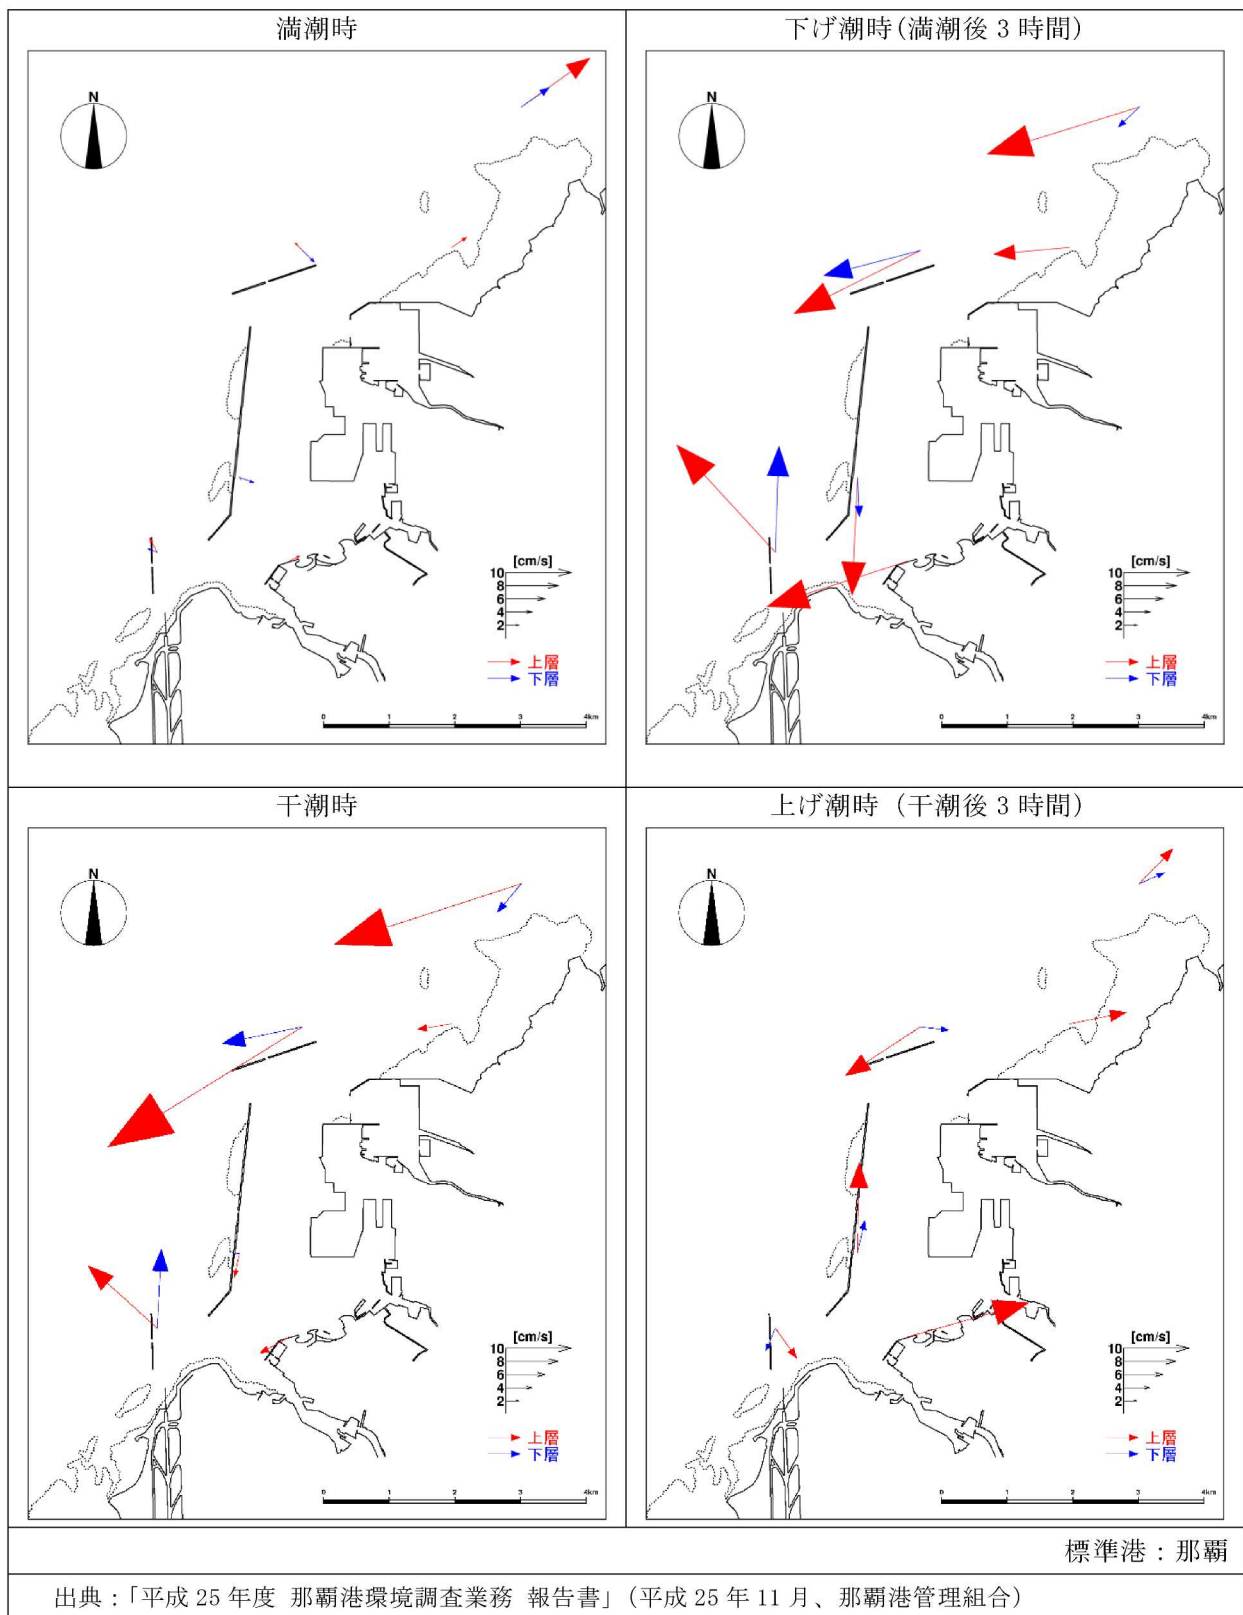 満潮時
N
[cm/s]
10
8
6
4
2
上層
下層
0 1 2 3 4km
下げ潮時(満潮後 3 時間)
N
[cm/s]
10
8
6
4
2
上層
下層
0 1 2 3 4km
干潮時
N
[cm/s]
10
8
6
4
2
上層
下層
0 1 2 3 4km
上げ潮時（干潮後 3 時間）
N
[cm/s]
10
8
6
4
2
上層
下層
0 1 2 3 4km
標準港：那覇
出典：「平成 25 年度 那覇港環境調査業務 報告書」（平成 25 年 11 月、那覇港管理組合）